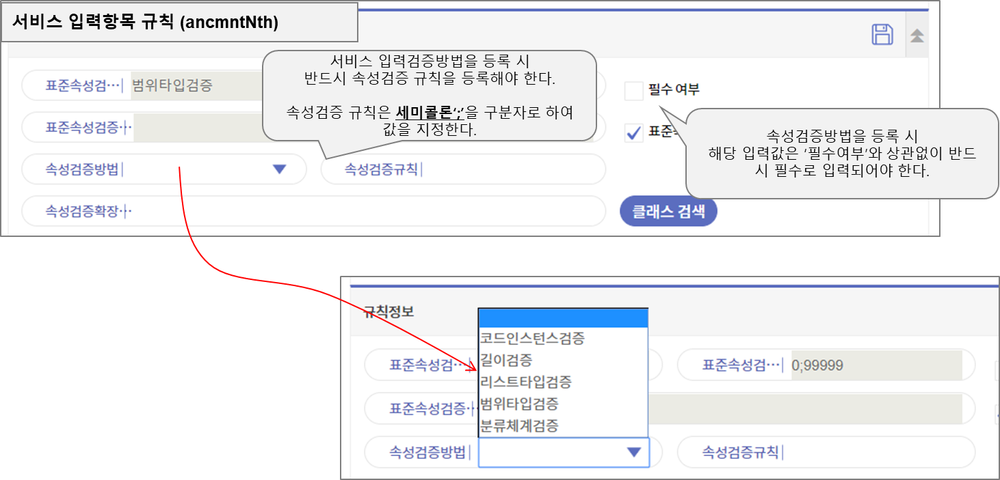 서비스 입력항목 규칙 (ancmntNth)
서비스 입력검증방법을 등록 시
반드시 속성검증 규칙을 등록해야 한다.
속성검증 규칙은 세미콜론‘;’을 구분자로 하여
값을 지정한다.
표준속성검…
범위타입검증
필수 여부
표준속성검증…
표준
속성검증방법을 등록 시
해당 입력값은 ‘필수여부’와 상관없이 반드
시 필수로 입력되어야 한다.
속성검증방법
속성검증규칙
속성검증확장…
클래스 검색
규칙정보
코드인스턴스검증
길이검증
리스트타입검증
범위타입검증
분류체계검증
표준속성검…
표준속성검…
0;99999
표준속성검증…
속성검증방법
속성검증규칙